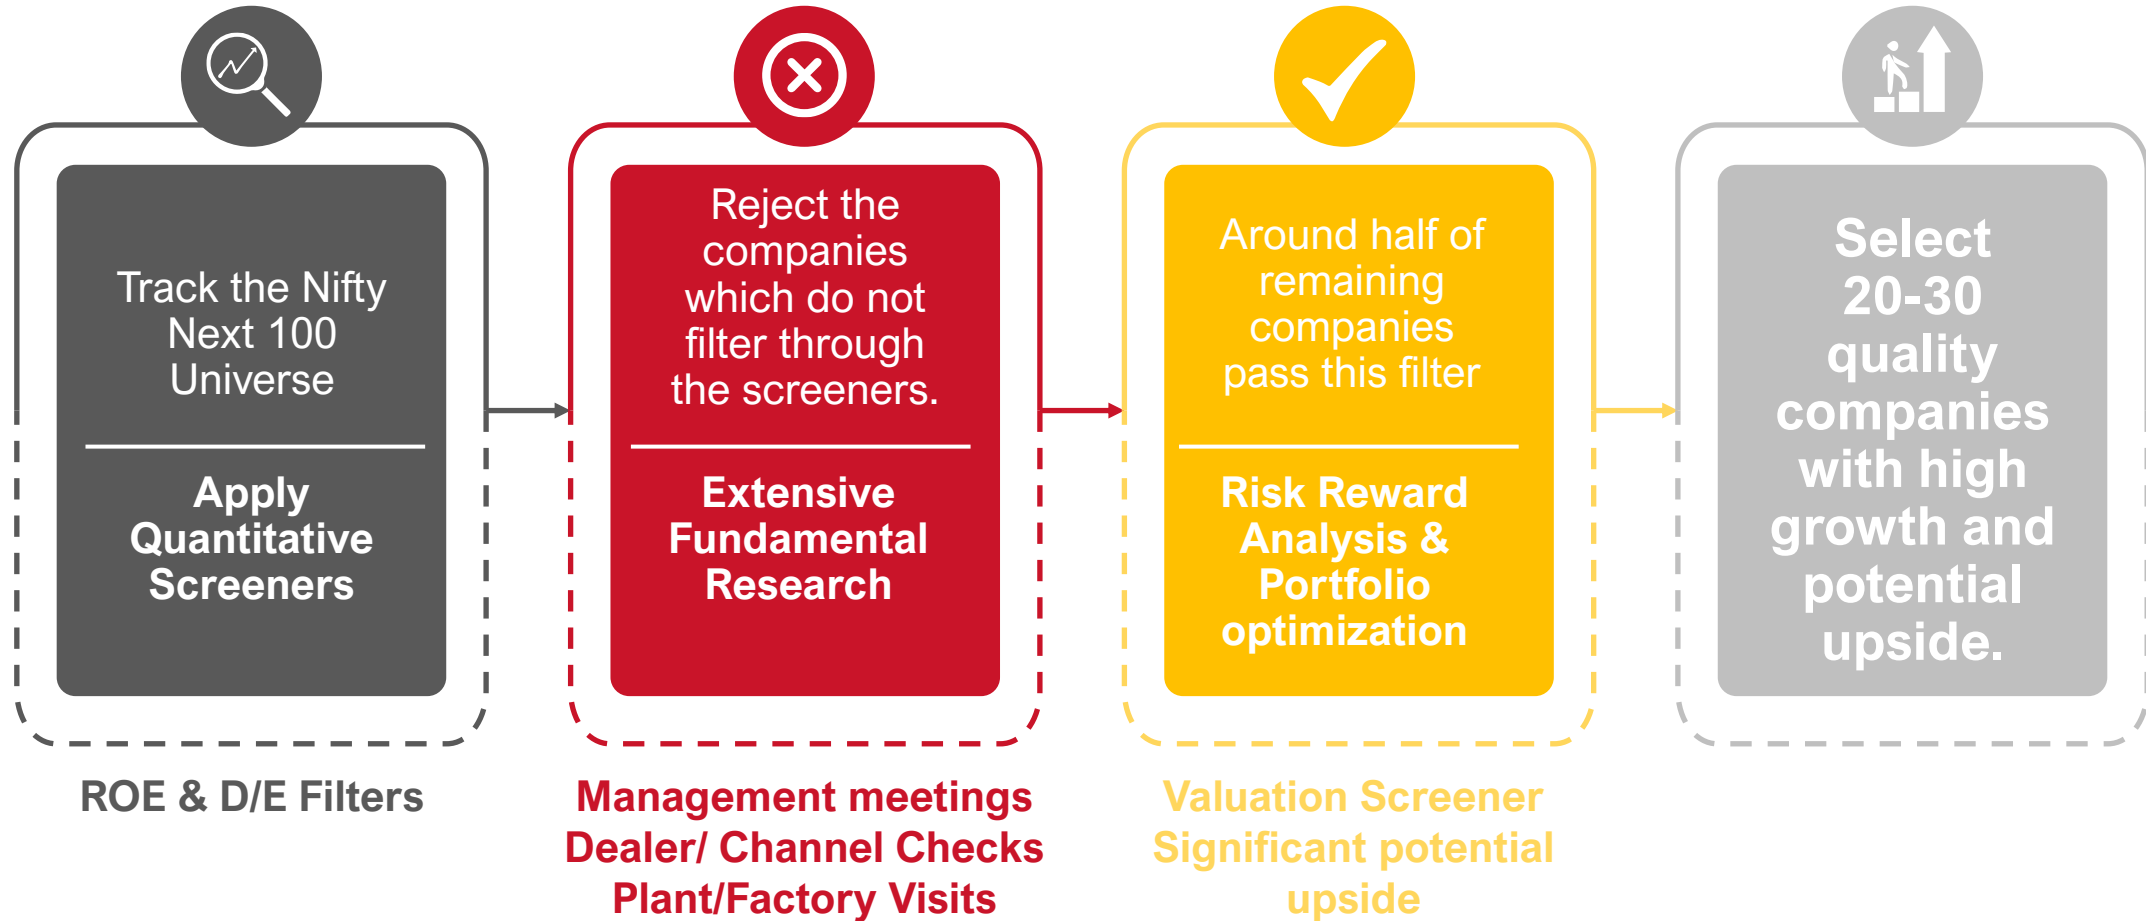 Track the Nifty
Next 100
Universe
Apply
Quantitative
Screeners
ROE & D/E Filters
Reject the
companies
which do not
filter through
the screeners.
Extensive
Fundamental
Research
Management meetings
Dealer/ Channel Checks
Plant/Factory Visits
Around half of
remaining
companies
pass this filter
Risk Reward
Analysis &
Portfolio
optimization
Valuation Screener
Significant potential
upside
Select
20-30
quality
companies
with high
growth and
potential
upside.